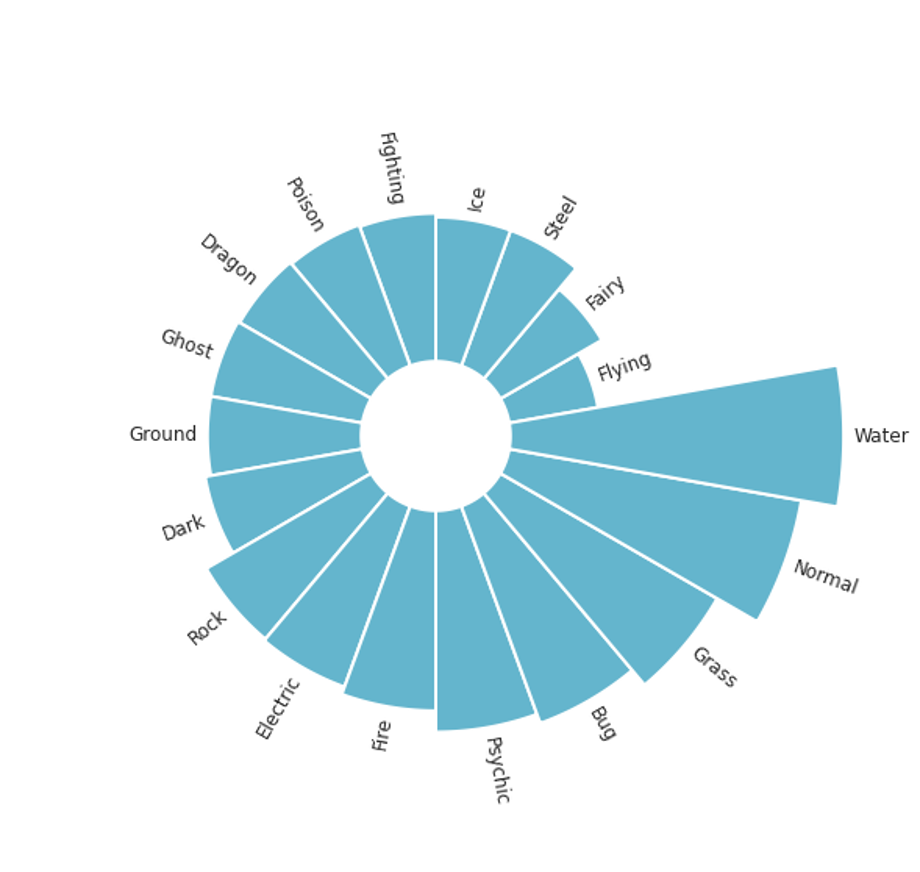 Fighting
Ice
Steel
Poison
Dragon
Fairy
Ghost
Flying
Ground
Water
Dark
Normal
Rock
Grass
Electric
Bug
Fire
Psychic